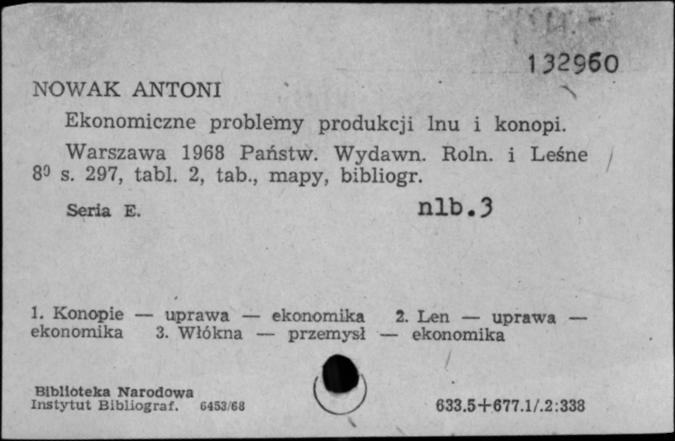 132960
NOWAK ANTONI
Ekonomiczne problemy produkcji lnu i konopi.
Warszawa 1968 Państw. Wydawn. Roln. i Leśne
8⁰ s. 297, tabl. 2, tab., mapy, bibliogr.
Seria E. nlb.3
1. Konopie — uprawa — ekonomika 2. Len — uprawa —
ekonomika 3. Włókna — przemysł — ekonomika
Biblioteka Narodowa
Instytut Bibliograf. 6453/68 633.5+677.1/.2:338